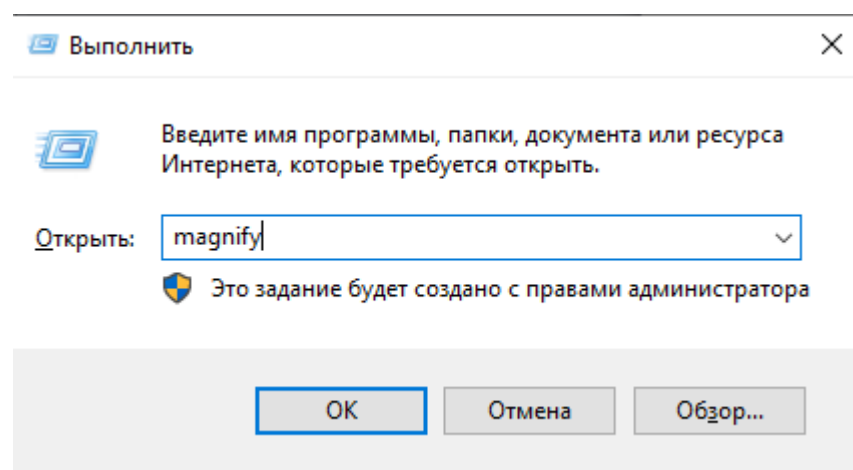 Выполнить
Введите имя программы, папки, документа или ресурса
Интернета, которые требуется открыть.
Открыть: magnify
Это задание будет создано с правами администратора
ОК Отмена Обзор...